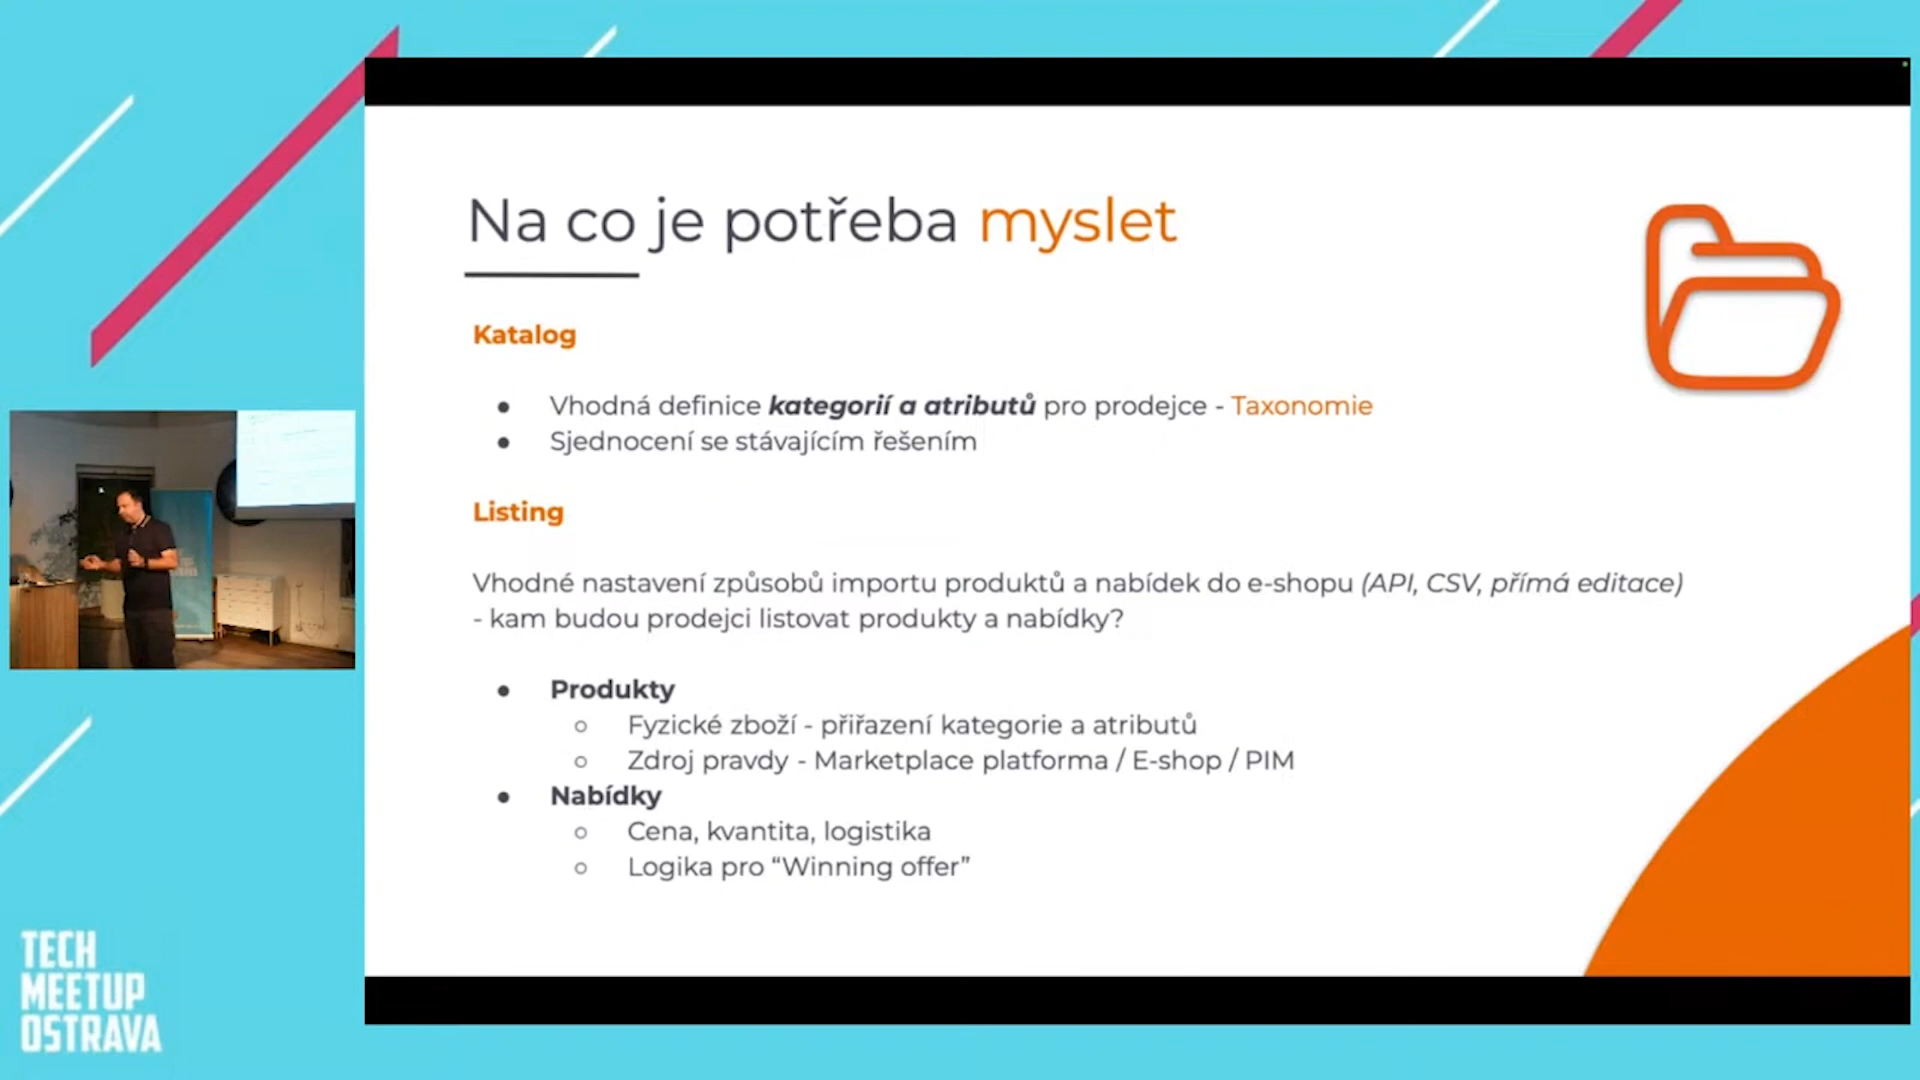 Na co je potřeba myslet
Katalog
● Vhodná definice kategorií a atributů pro prodejce - Taxonomie
● Sjednocení se stávajícím řešením
Listing
Vhodné nastavení způsobů importu produktů a nabídek do e-shopu (API, CSV, přímá editace)
- kam budou prodejci listovat produkty a nabídky?
● Produkty
○ Fyzické zboží - přiřazení kategorie a atributů
○ Zdroj pravdy - Marketplace platforma / E-shop / PIM
● Nabídky
○ Cena, kvantita, logistika
○ Logika pro “Winning offer”
TECH
MEETUP
OSTRAVA